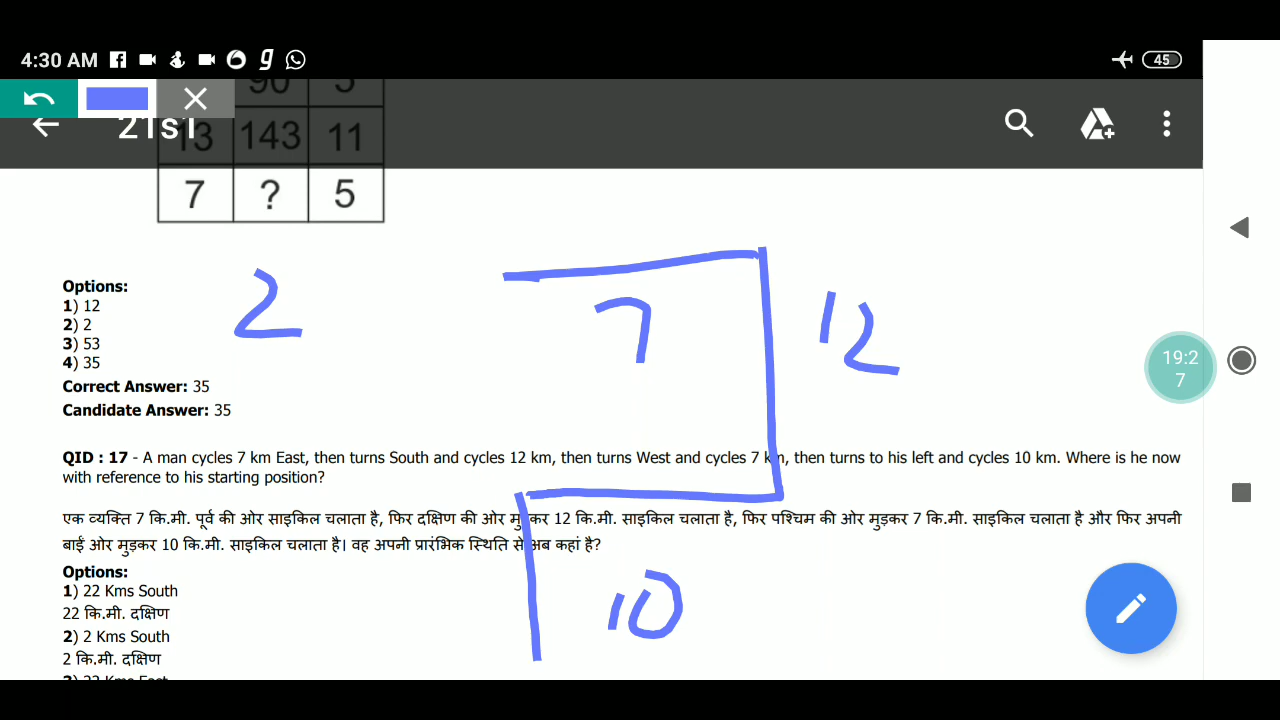 4:30 AM
45
21s1
90 5
13 143 11
7 ? 5
Options:
1) 12
2) 2
3) 53
4) 35
Correct Answer: 35
Candidate Answer: 35
2
7
12
19:2
7
QID : 17 - A man cycles 7 km East, then turns South and cycles 12 km, then turns West and cycles 7 km, then turns to his left and cycles 10 km. Where is he now
with reference to his starting position?
एक व्यक्ति 7 कि.मी. पूर्व की ओर साइकिल चलाता है, फिर दक्षिण की ओर मुड़कर 12 कि.मी. साइकिल चलाता है, फिर पश्चिम की ओर मुड़कर 7 कि.मी. साइकिल चलाता है और फिर अपनी
बाईं ओर मुड़कर 10 कि.मी. साइकिल चलाता है। वह अपनी प्रारंभिक स्थिति से अब कहां है?
Options:
1) 22 Kms South
22 कि.मी. दक्षिण
2) 2 Kms South
2 कि.मी. दक्षिण
10